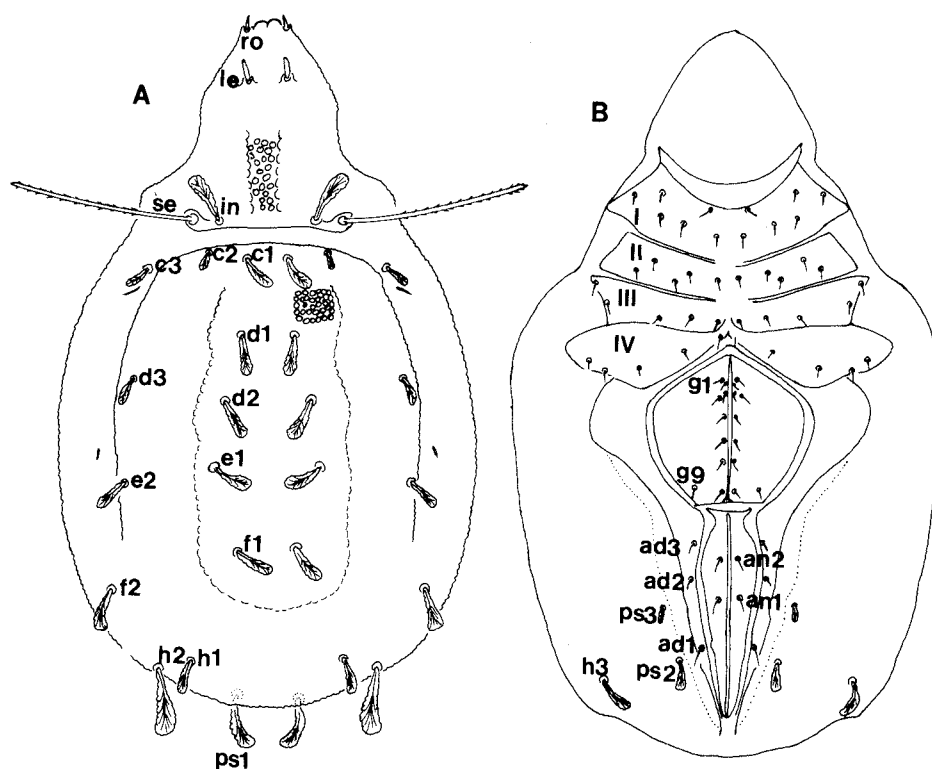 A
ro
le
se
in
c3
c2
c1
d1
d3
d2
e1
e2
f1
f2
h2
h1
ps1
B
I
II
III
IV
g1
g9
ad3
an2
ad2
am1
ps3
ad1
ps2
h3